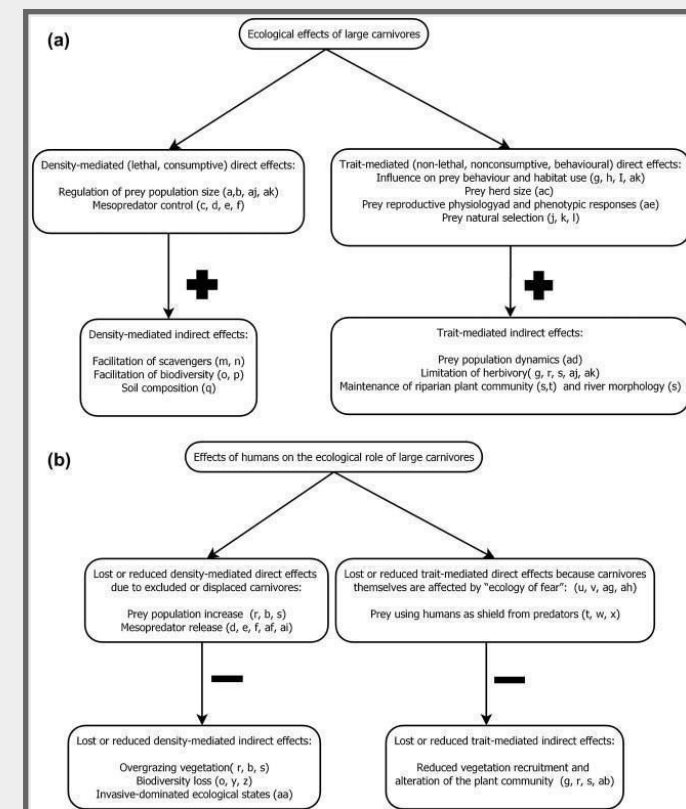 (a)
Ecological effects of large carnivores
Density-mediated (lethal, consumptive) direct effects:
Regulation of prey population size (a,b, aj, ak)
Mesopredator control (c, d, e, f)
Trait-mediated (non-lethal, nonconsumptive, behavioural) direct effects:
Influence on prey behaviour and habitat use (g, h, I, ak)
Prey herd size (ac)
Prey reproductive physiologyad and phenotypic responses (ae)
Prey natural selection (j, k, l)
Density-mediated indirect effects:
Facilitation of scavengers (m, n)
Facilitation of biodiversity (o, p)
Soil composition (q)
Trait-mediated indirect effects:
Prey population dynamics (ad)
Limitation of herbivory( g, r, s, aj, ak)
Maintenance of riparian plant community (s,t) and river morphology (s)
(b)
Effects of humans on the ecological role of large carnivores
Lost or reduced density-mediated direct effects
due to excluded or displaced carnivores:
Prey population increase (r, b, s)
Mesopredator release (d, e, f, af, ai)
Lost or reduced trait-mediated direct effects because carnivores
themselves are affected by "ecology of fear": (u, v, ag, ah)
Prey using humans as shield from predators (t, w, x)
Lost or reduced density-mediated indirect effects:
Overgrazing vegetation( r, b, s)
Biodiversity loss (o, y, z)
Invasive-dominated ecological states (aa)
Lost or reduced trait-mediated indirect effects:
Reduced vegetation recruitment and
alteration of the plant community (g, r, s, ab)